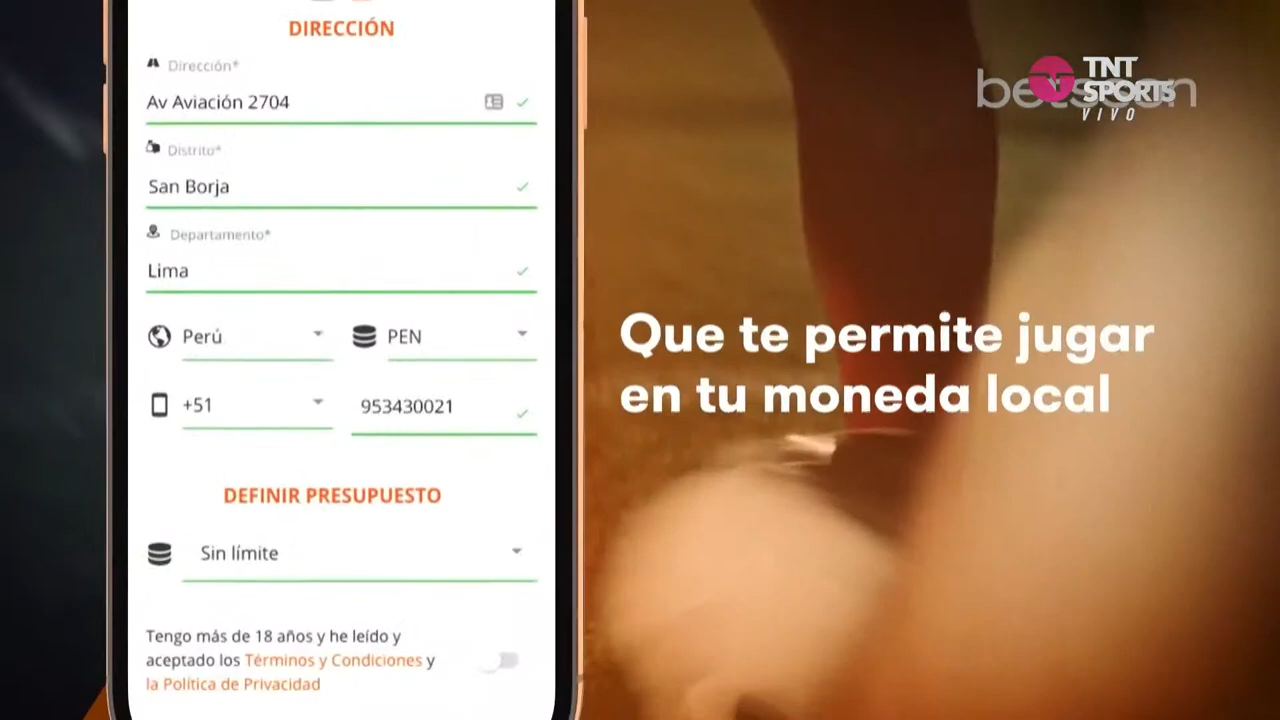 DIRECCIÓN
Dirección*
Av Aviación 2704
Distrito*
San Borja
Departamento*
Lima
Perú
PEN
+51
953430021
DEFINIR PRESUPUESTO
Sin límite
Tengo más de 18 años y he leído y
aceptado los Términos y Condiciones y
la Política de Privacidad
betsson
TNT
SPORTS
VIVO
Que te permite jugar
en tu moneda local